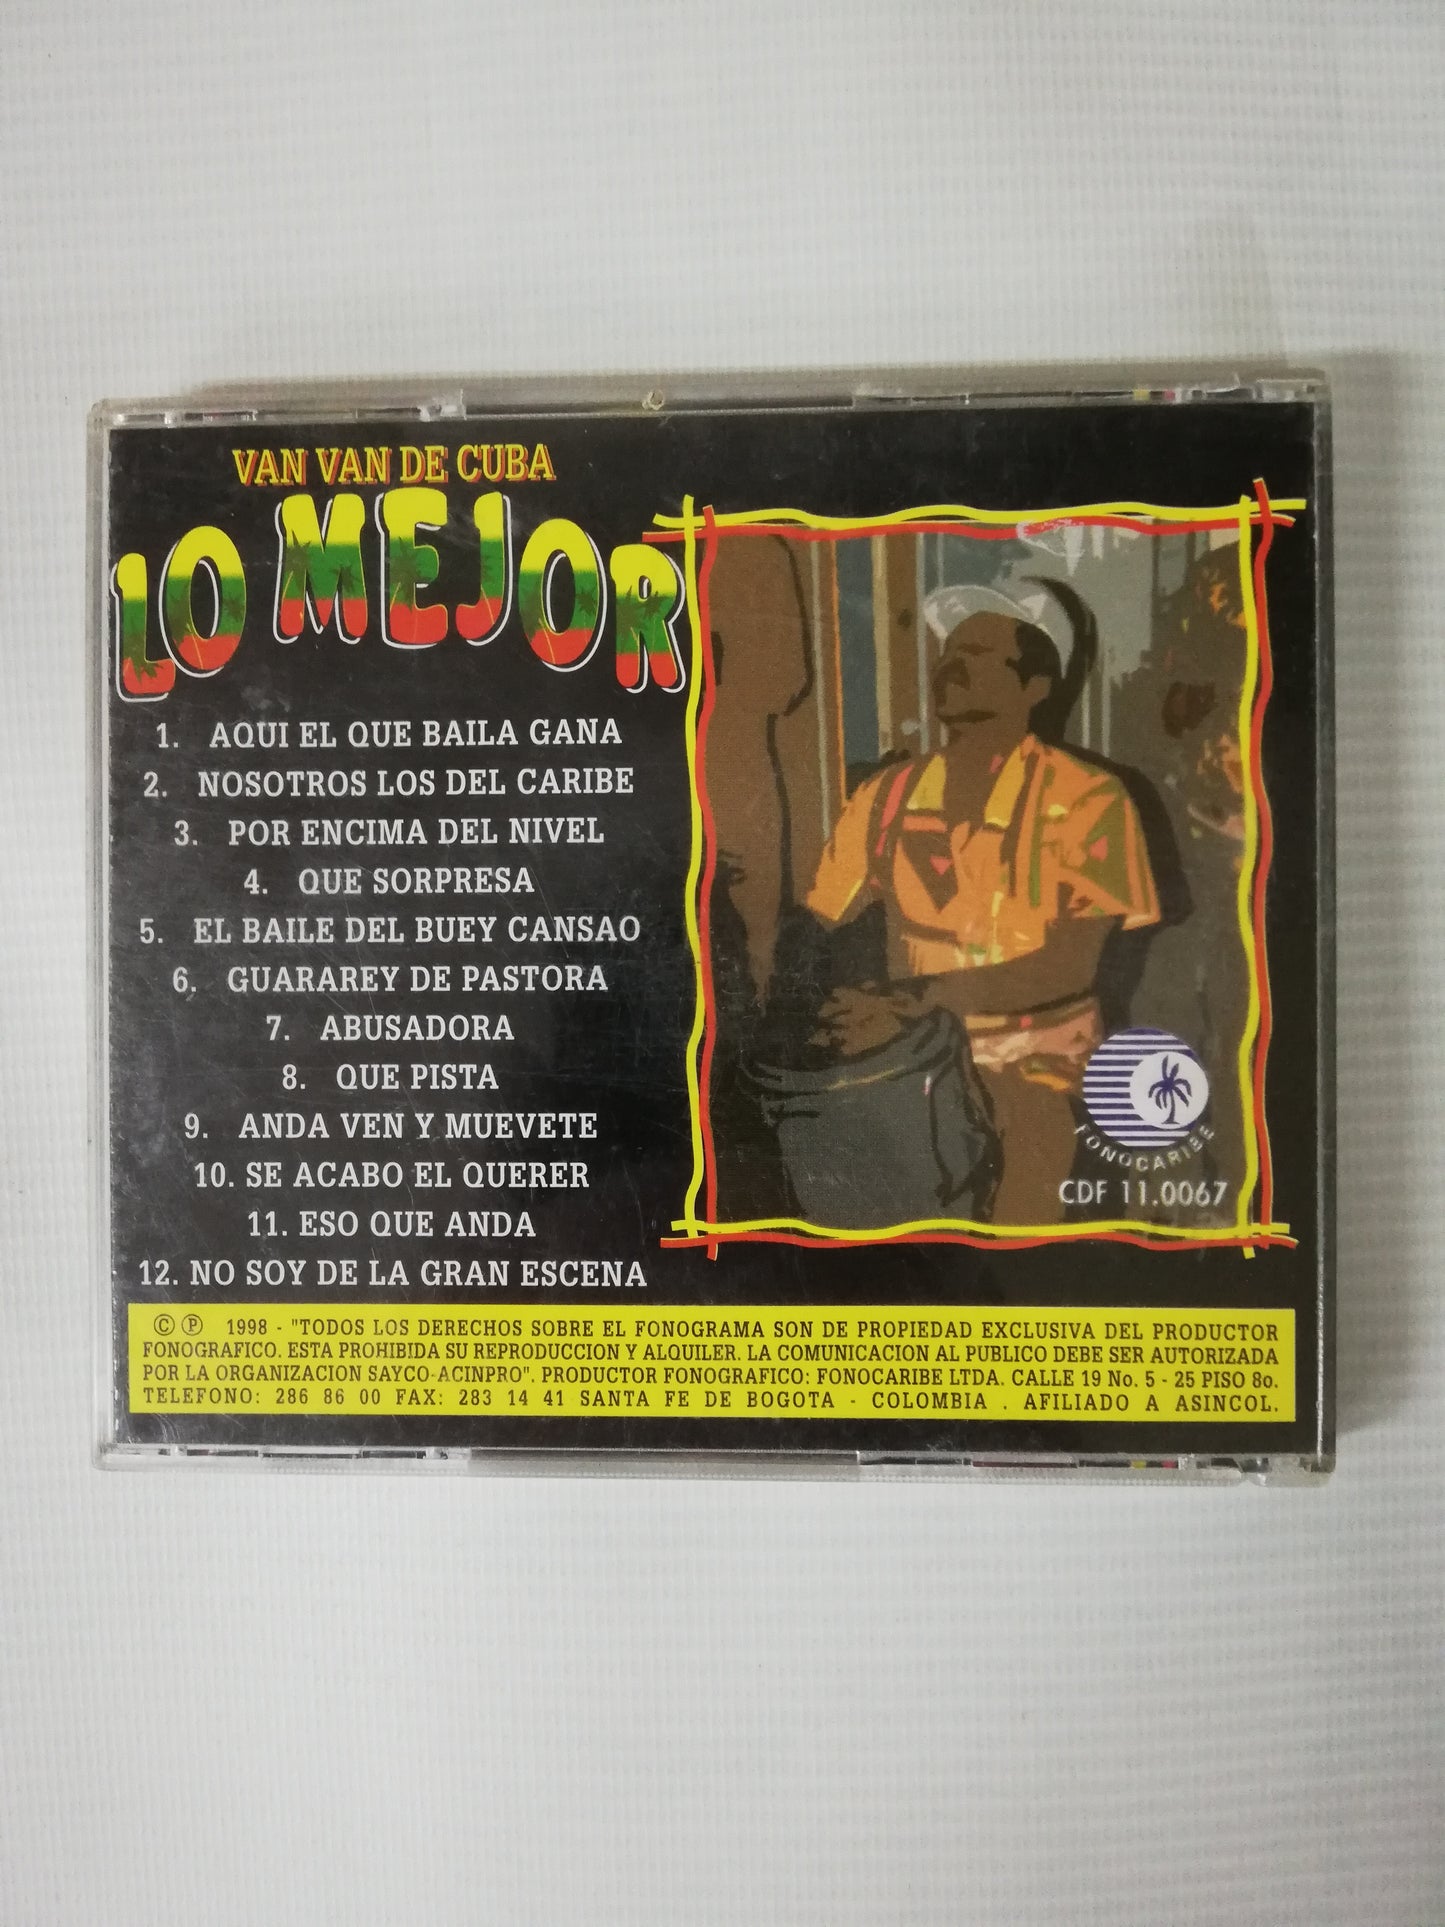 VAN VAN DE CUBA
LO MEJOR
1. AQUI EL QUE BAILA GANA
2. NOSOTROS LOS DEL CARIBE
3. POR ENCIMA DEL NIVEL
4. QUE SORPRESA
5. EL BAILE DEL BUEY CANSAO
6. GUARAREY DE PASTORA
7. ABUSADORA
8. QUE PISTA
9. ANDA VEN Y MUEVETE
10. SE ACABO EL QUERER
11. ESO QUE ANDA
12. NO SOY DE LA GRAN ESCENA
FONOCARIBE
CDF 11.0067
© ℗ 1998 - "TODOS LOS DERECHOS SOBRE EL FONOGRAMA SON DE PROPIEDAD EXCLUSIVA DEL PRODUCTOR
FONOGRAFICO. ESTA PROHIBIDA SU REPRODUCCION Y ALQUILER. LA COMUNICACION AL PUBLICO DEBE SER AUTORIZADA
POR LA ORGANIZACION SAYCO-ACINPRO". PRODUCTOR FONOGRAFICO: FONOCARIBE LTDA. CALLE 19 No. 5 - 25 PISO 8o.
TELEFONO: 286 86 00 FAX: 283 14 41 SANTA FE DE BOGOTA - COLOMBIA . AFILIADO A ASINCOL.